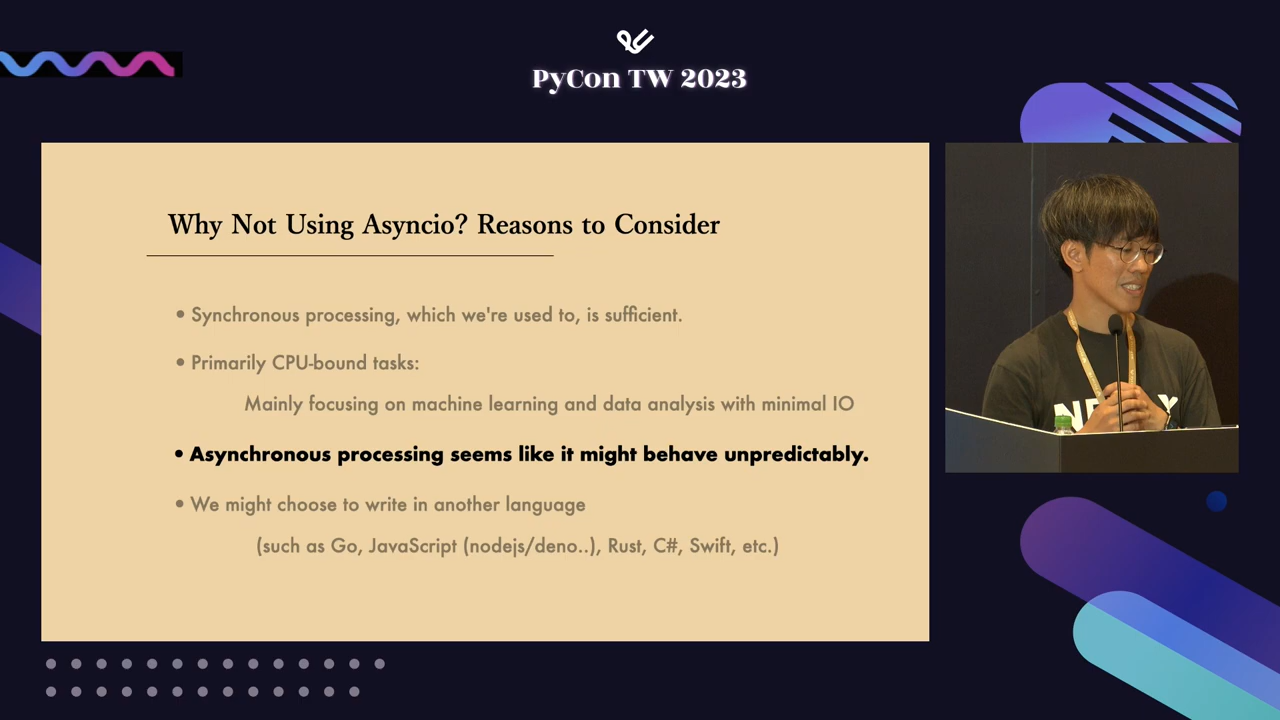 PyCon TW 2023
Why Not Using Asyncio? Reasons to Consider
• Synchronous processing, which we're used to, is sufficient.
• Primarily CPU-bound tasks:
Mainly focusing on machine learning and data analysis with minimal IO
• Asynchronous processing seems like it might behave unpredictably.
• We might choose to write in another language
(such as Go, JavaScript (nodejs/deno..), Rust, C#, Swift, etc.)